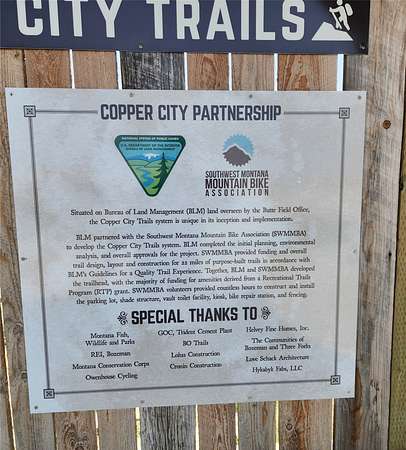 CITY TRAILS
COPPER CITY PARTNERSHIP
NATIONAL SYSTEM OF PUBLIC LANDS
U.S. DEPARTMENT OF THE INTERIOR
BUREAU OF LAND MANAGEMENT
SOUTHWEST MONTANA
MOUNTAIN BIKE
ASSOCIATION
Situated on Bureau of Land Management (BLM) land overseen by the Butte Field Office,
the Copper City Trails system is unique in its inception and implementation.
BLM partnered with the Southwest Montana Mountain Bike Association (SWMMBA)
to develop the Copper City Trails system. BLM completed the initial planning, environmental
analysis, and overall approvals for the project. SWMMBA provided funding and overall
trail design, layout and construction for 22 miles of purpose-built trails in accordance with
BLM's Guidelines for a Quality Trail Experience. Together, BLM and SWMMBA developed
the trailhead, with the majority of funding for amenities derived from a Recreational Trails
Program (RTP) grant. SWMMBA volunteers provided countless hours to construct and install
the parking lot, shade structure, vault toilet facility, kiosk, bike repair station, and fencing.
SPECIAL THANKS TO
Montana Fish,
Wildlife and Parks
REI, Bozeman
Montana Conservation Corps
Owenhouse Cycling
GCC, Trident Cement Plant
BO Trails
Lolus Construction
Cronin Construction
Helvey Fine Homes, Inc.
The Communities of
Bozeman and Three Forks
Love Schack Architecture
Hykabyk Fabs, LLC